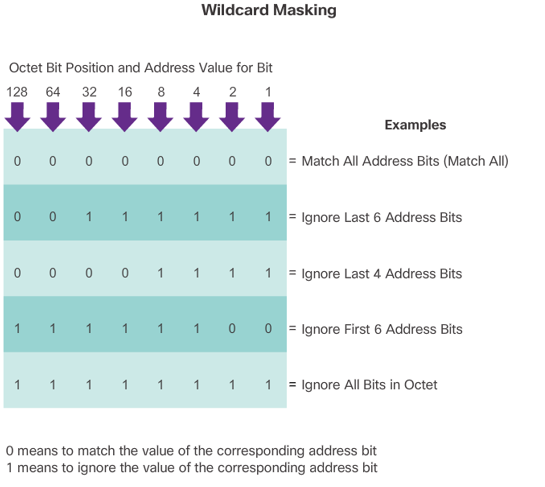 Wildcard Masking
Octet Bit Position and Address Value for Bit
128 64 32 16 8 4 2 1
Examples
0 0 0 0 0 0 0 0 = Match All Address Bits (Match All)
0 0 1 1 1 1 1 1 = Ignore Last 6 Address Bits
0 0 0 0 1 1 1 1 = Ignore Last 4 Address Bits
1 1 1 1 1 1 0 0 = Ignore First 6 Address Bits
1 1 1 1 1 1 1 1 = Ignore All Bits in Octet
0 means to match the value of the corresponding address bit
1 means to ignore the value of the corresponding address bit